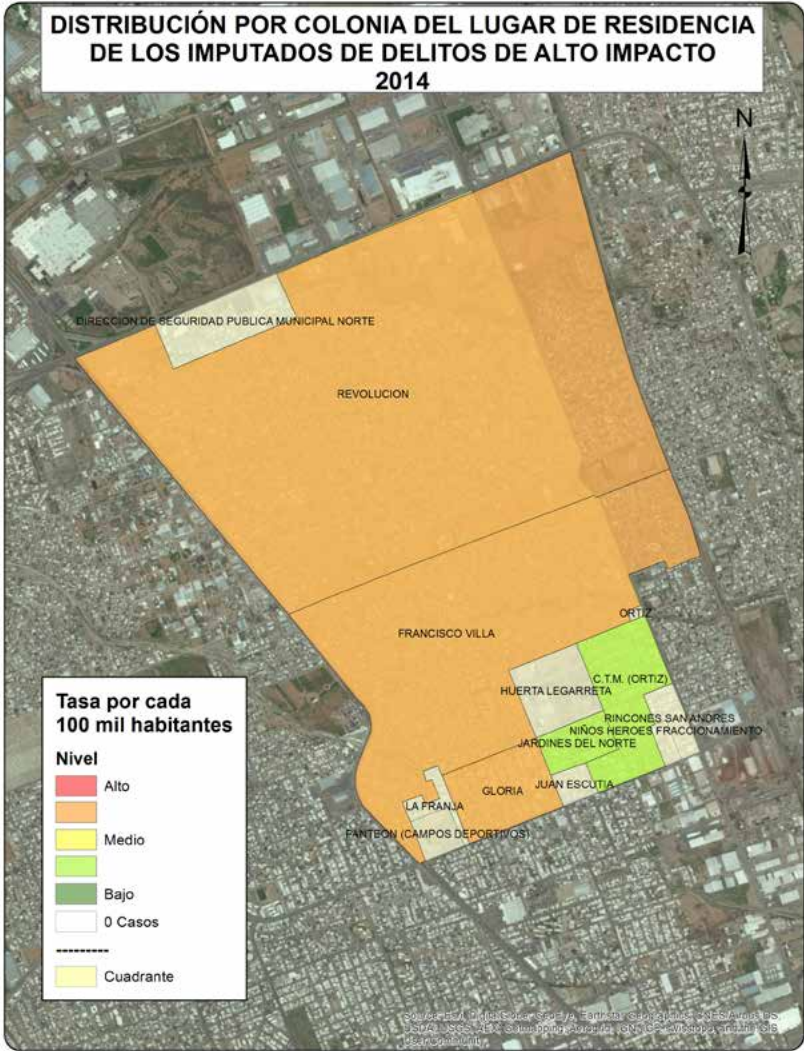 DISTRIBUCIÓN POR COLONIA DEL LUGAR DE RESIDENCIA
DE LOS IMPUTADOS DE DELITOS DE ALTO IMPACTO
2014
N
DIRECCION DE SEGURIDAD PUBLICA MUNICIPAL NORTE
REVOLUCION
ORTIZ
FRANCISCO VILLA
C.T.M. (ORTIZ)
HUERTA LEGARRETA
RINCONES SAN ANDRES
NIÑOS HEROES FRACCIONAMIENTO
JARDINES DEL NORTE
JUAN ESCUTIA
GLORIA
LA FRANJA
PANTEON (CAMPOS DEPORTIVOS)
Tasa por cada
100 mil habitantes
Nivel
Alto
Medio
Bajo
0 Casos
---------
Cuadrante